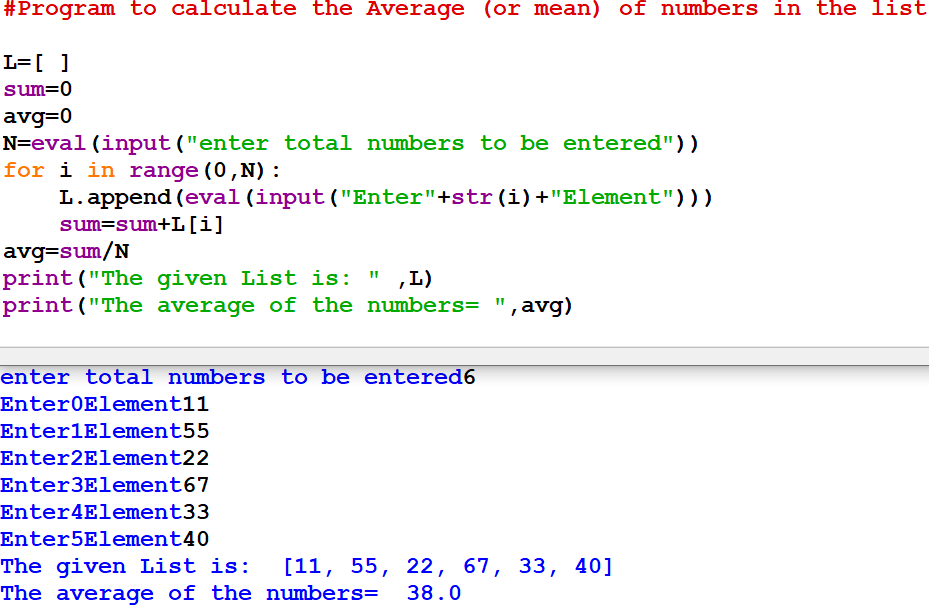 #Program to calculate the Average (or mean) of numbers in the list
L=[ ]
sum=0
avg=0
N=eval(input("enter total numbers to be entered"))
for i in range(0,N):
    L.append(eval(input("Enter"+str(i)+"Element")))
    sum=sum+L[i]
avg=sum/N
print("The given List is: " ,L)
print("The average of the numbers= ",avg)
enter total numbers to be entered6
Enter0Element11
Enter1Element55
Enter2Element22
Enter3Element67
Enter4Element33
Enter5Element40
The given List is:  [11, 55, 22, 67, 33, 40]
The average of the numbers=  38.0